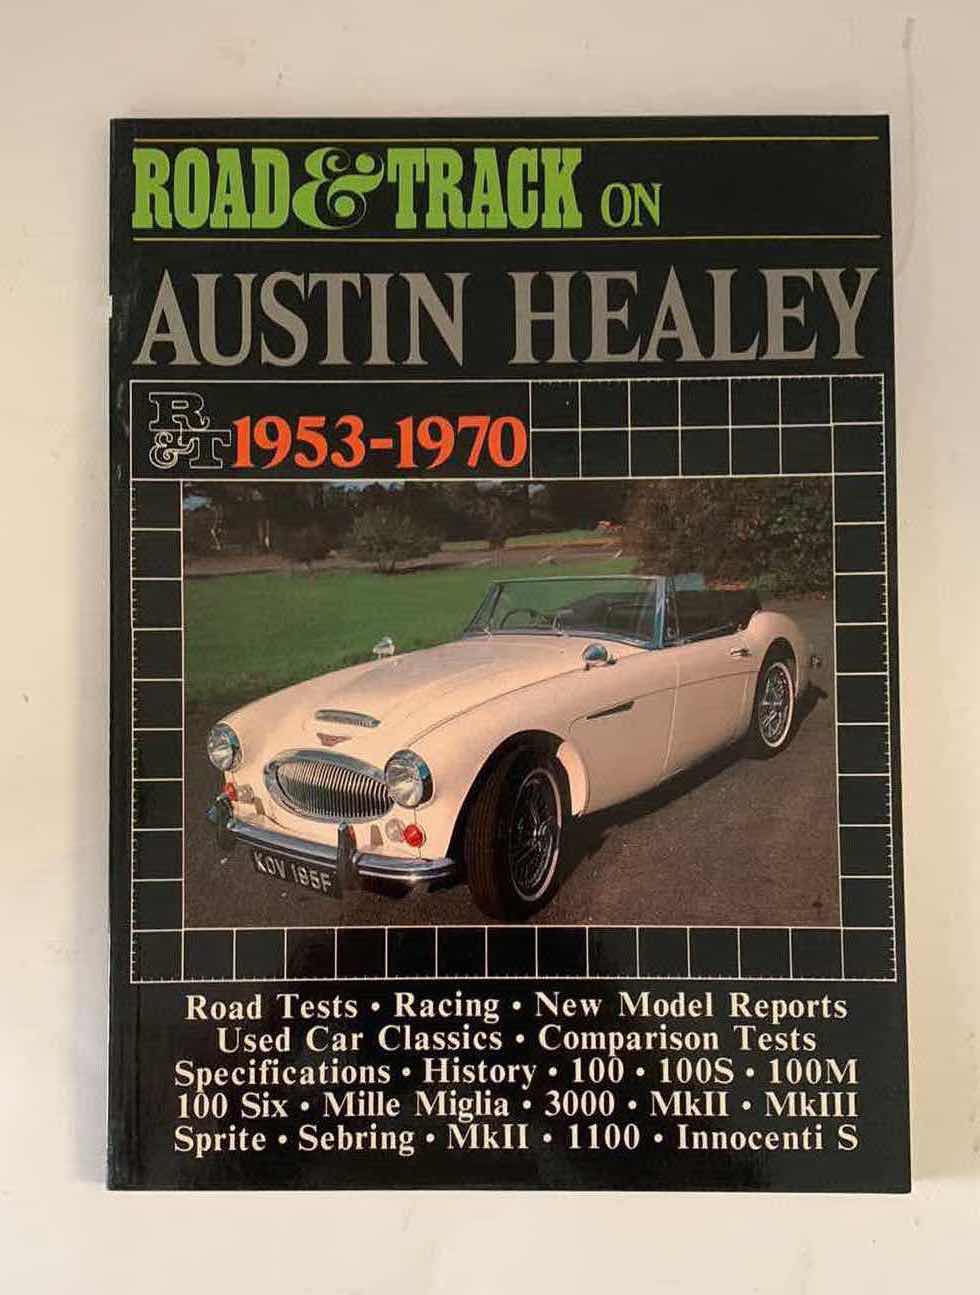 ROAD & TRACK ON
AUSTIN HEALEY
R
&T 1953-1970
KOV 195F
Road Tests • Racing • New Model Reports
Used Car Classics • Comparison Tests
Specifications • History • 100 • 100S • 100M
100 Six • Mille Miglia • 3000 • MkII • MkIII
Sprite • Sebring • MkII • 1100 • Innocenti S